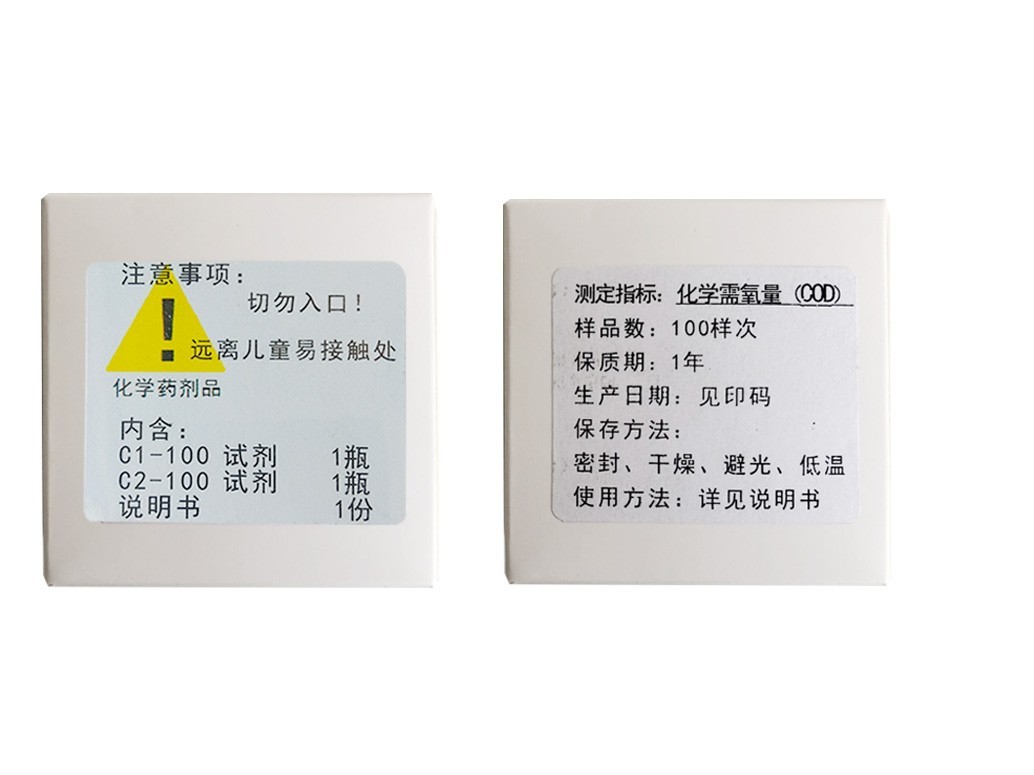 注意事项：
切勿入口！
远离儿童易接触处
化学药剂品
内含：
C1-100 试剂 1瓶
C2-100 试剂 1瓶
说明书 1份
测定指标：化学需氧量（COD）
样品数：100样次
保质期：1年
生产日期：见印码
保存方法：
密封、干燥、避光、低温
使用方法：详见说明书